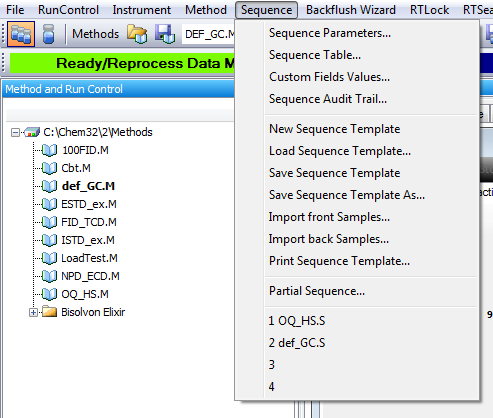 File RunControl Instrument Method Sequence Backflush Wizard RTLock RTSea
Methods DEF_GC.M
Ready/Reprocess Data M
Method and Run Control
C:\Chem32\2\Methods
100FID.M
Cbt.M
def_GC.M
ESTD_ex.M
FID_TCD.M
ISTD_ex.M
LoadTest.M
NPD_ECD.M
OQ_HS.M
Bisolvon Elixir
Sequence Parameters...
Sequence Table...
Custom Fields Values...
Sequence Audit Trail...
New Sequence Template
Load Sequence Template...
Save Sequence Template
Save Sequence Template As...
Import front Samples...
Import back Samples...
Print Sequence Template...
Partial Sequence...
1 OQ_HS.S
2 def_GC.S
3
4